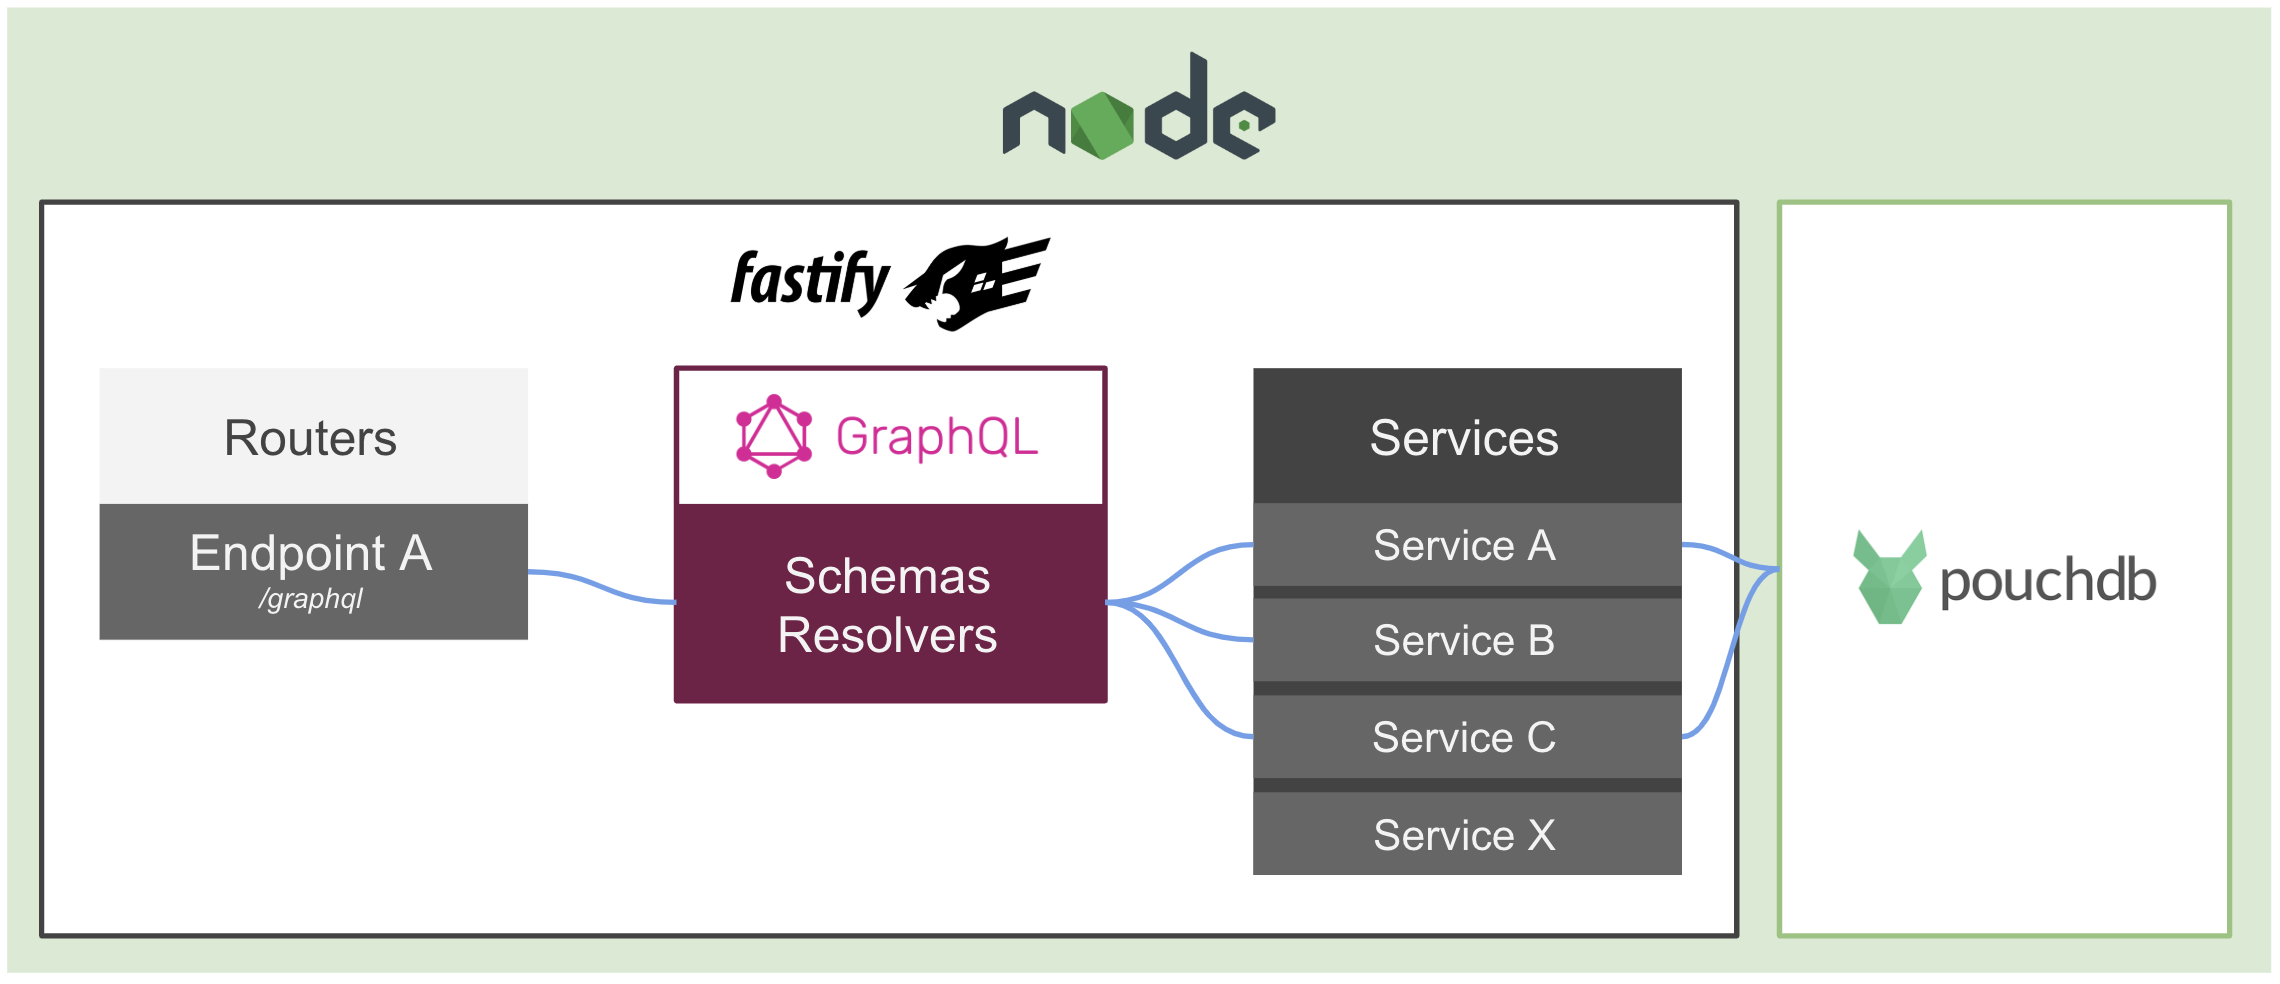 node
fastify
Routers
Endpoint A
/graphql
GraphQL
Schemas
Resolvers
Services
Service A
Service B
Service C
Service X
pouchdb